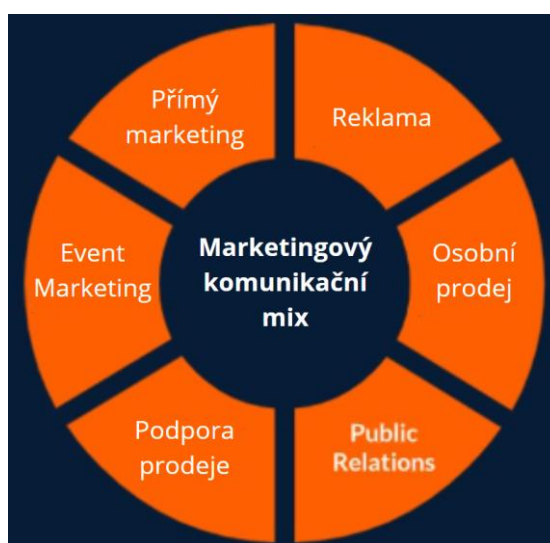 Přímý
marketing
Reklama
Event
Marketing
Marketingový
komunikační
mix
Osobní
prodej
Podpora
prodeje
Public
Relations